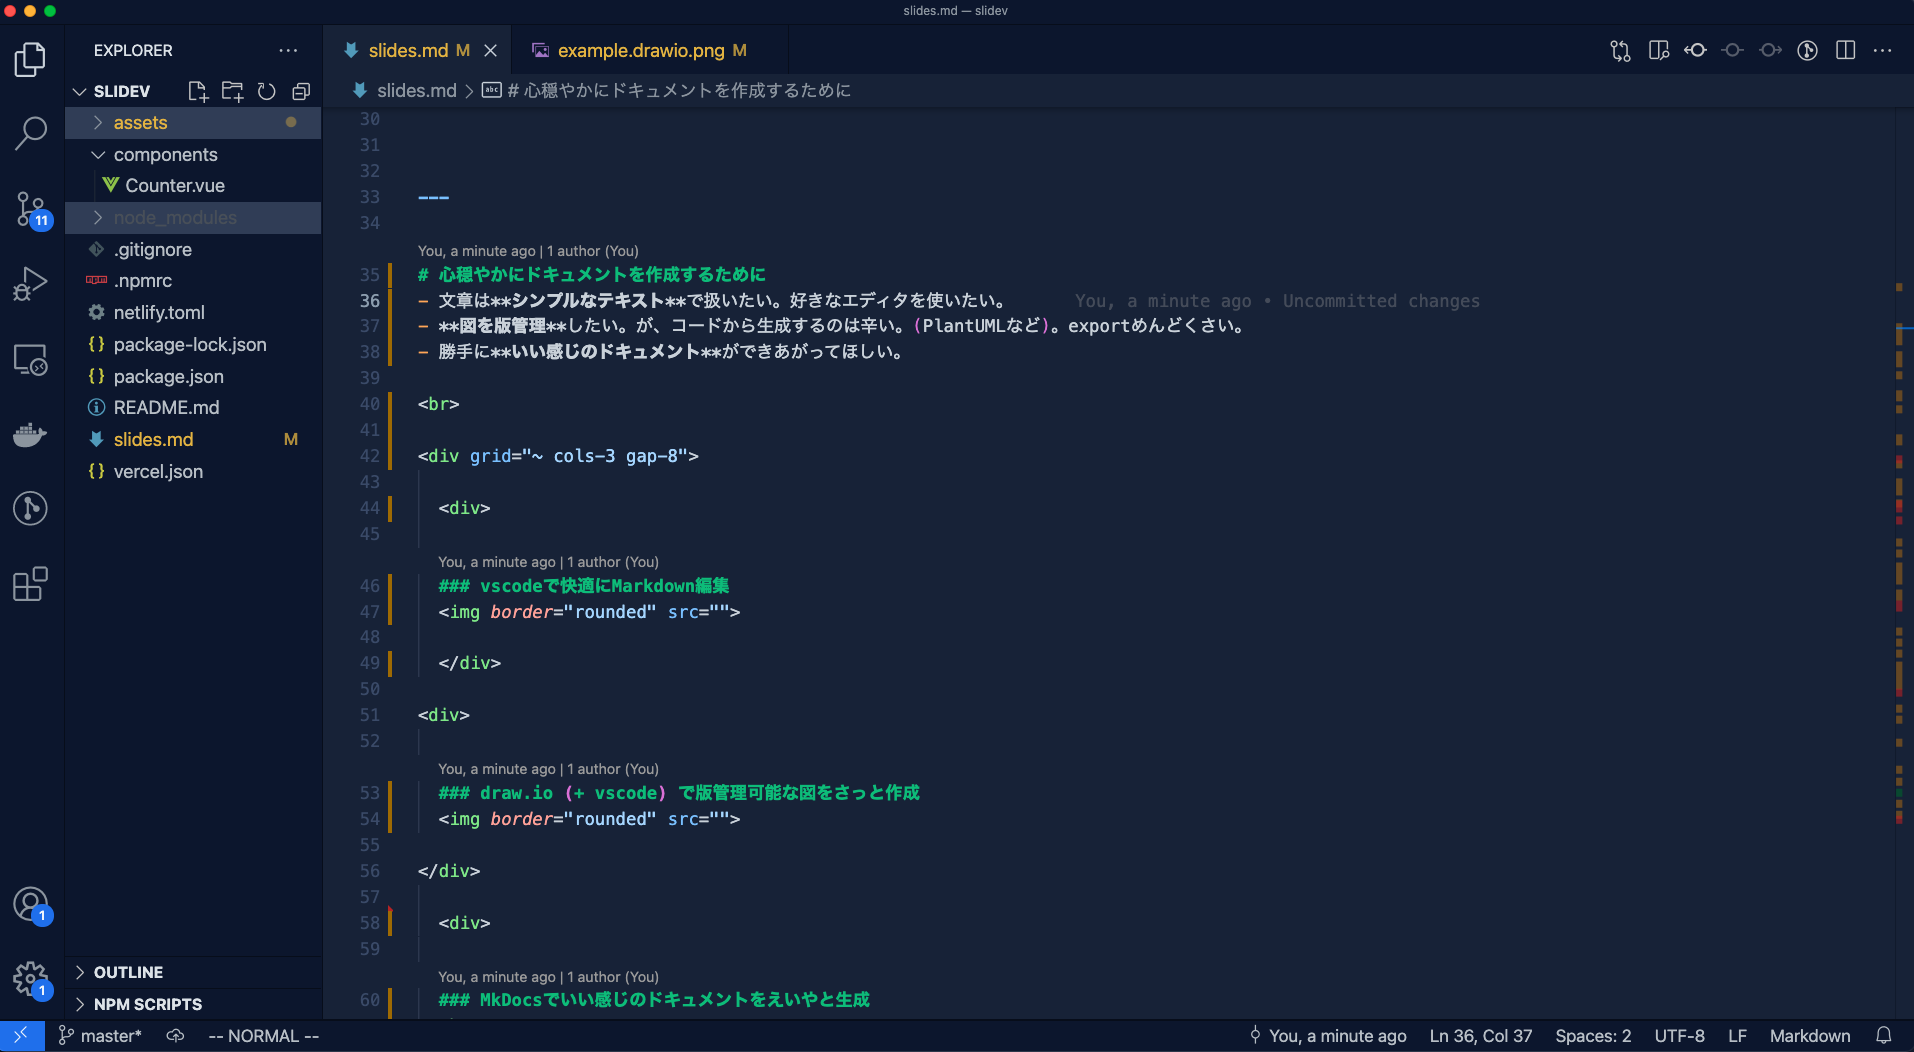 slides.md — slidev
EXPLORER
SLIDEV
assets
components
Counter.vue
node_modules
.gitignore
.npmrc
netlify.toml
package-lock.json
package.json
README.md
slides.md M
vercel.json
OUTLINE
NPM SCRIPTS
11
1
1
slides.md M
example.drawio.png M
slides.md > # 心穏やかにドキュメントを作成するために
30
31
32
33 ---
34
You, a minute ago | 1 author (You)
35 # 心穏やかにドキュメントを作成するために
36 - 文章は**シンプルなテキスト**で扱いたい。好きなエディタを使いたい。 You, a minute ago • Uncommitted changes
37 - **図を版管理**したい。が、コードから生成するのは辛い。(PlantUMLなど)。exportめんどくさい。
38 - 勝手に**いい感じのドキュメント**ができあがってほしい。
39
40 <br>
41
42 <div grid="~ cols-3 gap-8">
43
44 <div>
45
You, a minute ago | 1 author (You)
46 ### vscodeで快適にMarkdown編集
47 <img border="rounded" src="">
48
49 </div>
50
51 <div>
52
You, a minute ago | 1 author (You)
53 ### draw.io (+ vscode) で版管理可能な図をさっと作成
54 <img border="rounded" src="">
55
56 </div>
57
58 <div>
59
You, a minute ago | 1 author (You)
60 ### MkDocsでいい感じのドキュメントをえいやと生成
master* -- NORMAL -- You, a minute ago Ln 36, Col 37 Spaces: 2 UTF-8 LF Markdown